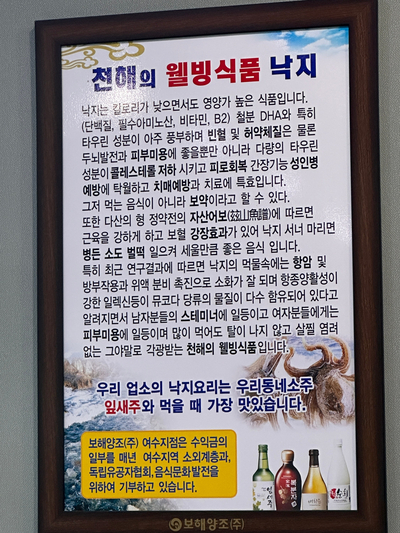 천해의 웰빙식품 낙지
낙지는 칼로리가 낮으면서도 영양가 높은 식품입니다.
(단백질, 필수아미노산, 비타민, B2) 철분 DHA와 특히
타우린 성분이 아주 풍부하며 빈혈 및 허약체질은 물론
두뇌발전과 피부미용에 좋을뿐만 아니라 다량의 타우린
성분이 콜레스테롤 저하 시키고 피로회복 간장기능 성인병
예방에 탁월하고 치매예방과 치료에 특효입니다.
그저 먹는 음식이 아니라 보약이라고 할 수 있다.
또한 다산의 형 정약전의 자산어보(玆山魚譜)에 따르면
근육을 강하게 하고 보혈 강장효과가 있어 낙지 서너 마리면
병든 소도 벌떡 일으켜 세울만큼 좋은 음식 입니다.
특히 최근 연구결과에 따르면 낙지의 먹물속에는 항암 및
방부작용과 위액 분비 촉진으로 소화가 잘 되며 항종양활성이
강한 일렉신등이 뮤코다 당류의 물질이 다수 함유되어 있다고
알려지면서 남자분들의 스테미너에 일등이고 여자분들에게는
피부미용에 일등이며 많이 먹어도 탈이 나지 않고 살찔 염려
없는 그야말로 각광받는 천해의 웰빙식품입니다.
우리 업소의 낙지요리는 우리동네소주
잎새주와 먹을 때 가장 맛있습니다.
보해양조(주) 여수지점은 수익금의
일부를 매년 여수지역 소외계층과,
독립유공자협회,음식문화발전을
위하여 기부하고 있습니다.
잎새주
복분자
보해양조(주)